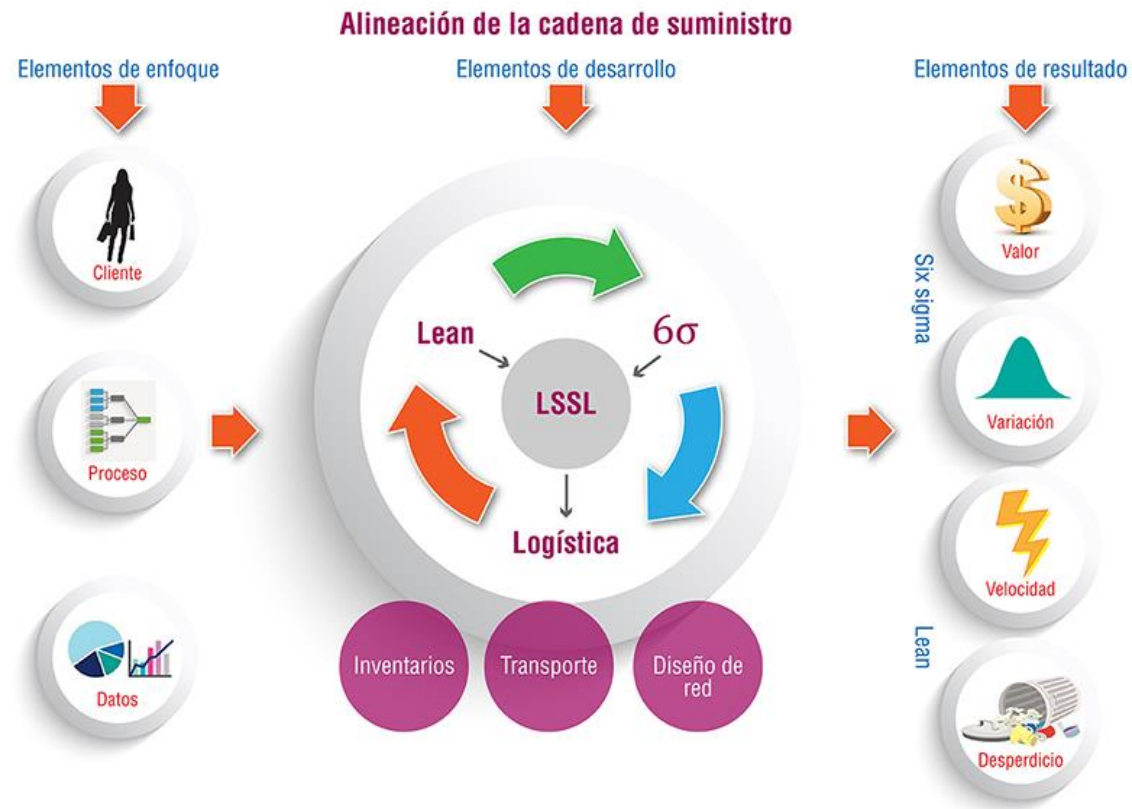 Alineación de la cadena de suministro
Elementos de enfoque
Cliente
Proceso
Datos
Elementos de desarrollo
Lean
6σ
LSSL
Logística
Inventarios
Transporte
Diseño de
red
Elementos de resultado
Six sigma
Valor
Variación
Lean
Velocidad
Desperdicio